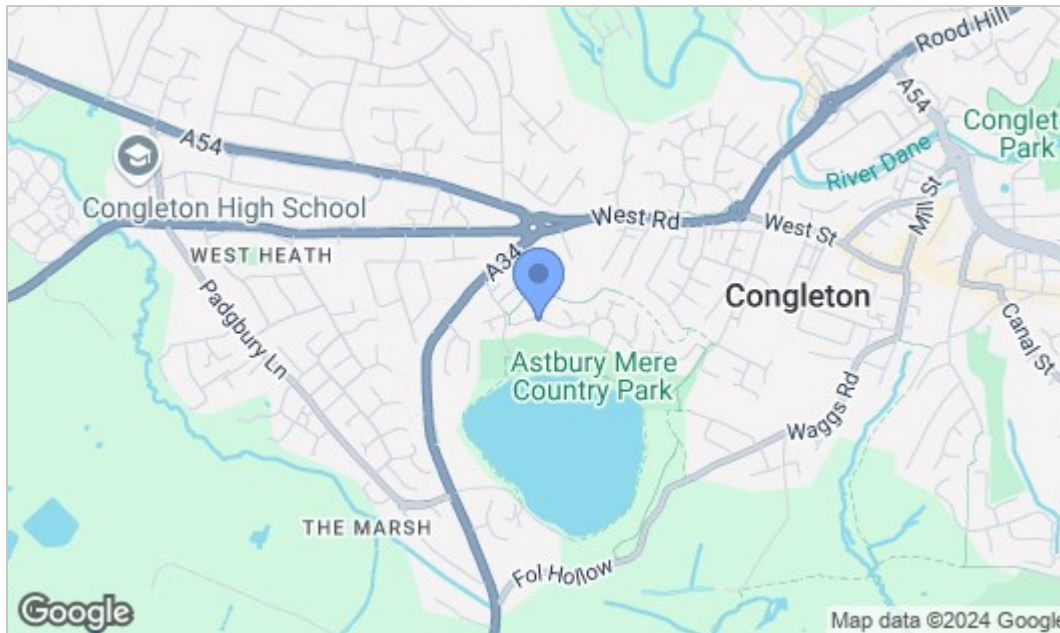 Rood Hill
A54
Conglet
Park
River Dane
A54
Congleton High School
West Rd
West St
Mill St
WEST HEATH
A34
Padgbury Ln
Congleton
Canal St
Astbury Mere
Country Park
Waggs Rd
THE MARSH
Fol Hollow
Google
Map data ©2024 Google